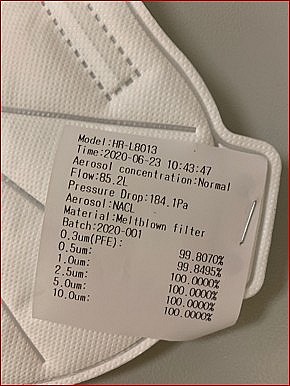 Model:HR-L8013
Time:2020-06-23 10:43:47
Aerosol concentration:Normal
Flow:85.2L
Pressure Drop:184.1Pa
Aerosol:NACL
Material:Meltblown filter
Batch:2020-001
0.3um(PFE): 99.8070%
0.5um: 99.8495%
1.0um: 100.0000%
2.5um: 100.0000%
5.0um: 100.0000%
10.0um: 100.0000%